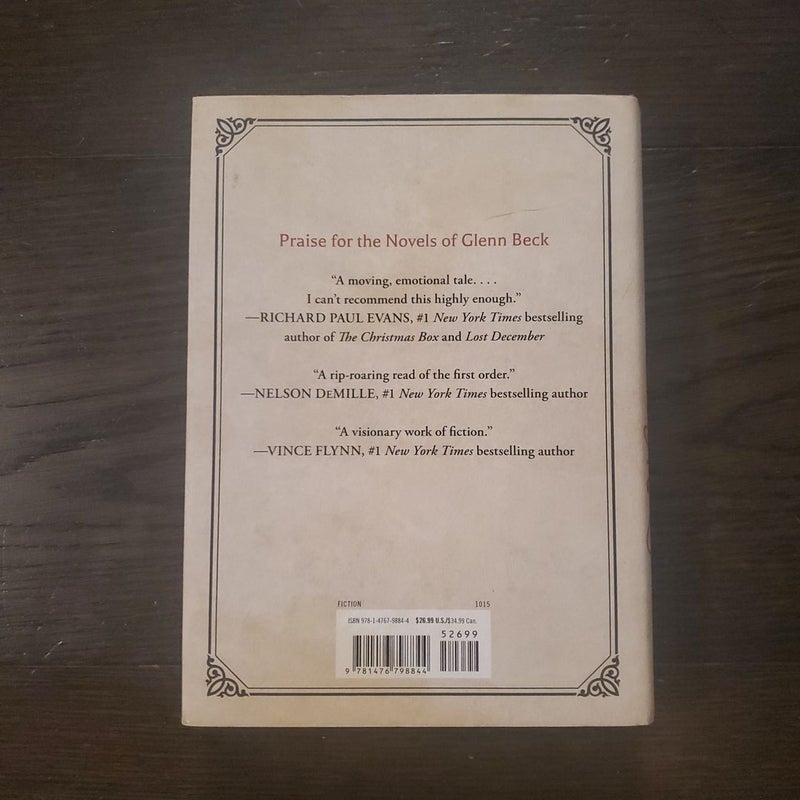 Praise for the Novels of Glenn Beck
“A moving, emotional tale. . . .
I can’t recommend this highly enough.”
—RICHARD PAUL EVANS, #1 New York Times bestselling
author of The Christmas Box and Lost December
“A rip-roaring read of the first order.”
—NELSON DEMILLE, #1 New York Times bestselling author
“A visionary work of fiction.”
—VINCE FLYNN, #1 New York Times bestselling author
FICTION 1015
ISBN 978-1-4767-9884-4 $26.99 U.S./$34.99 Can.
52699
9 781476 798844